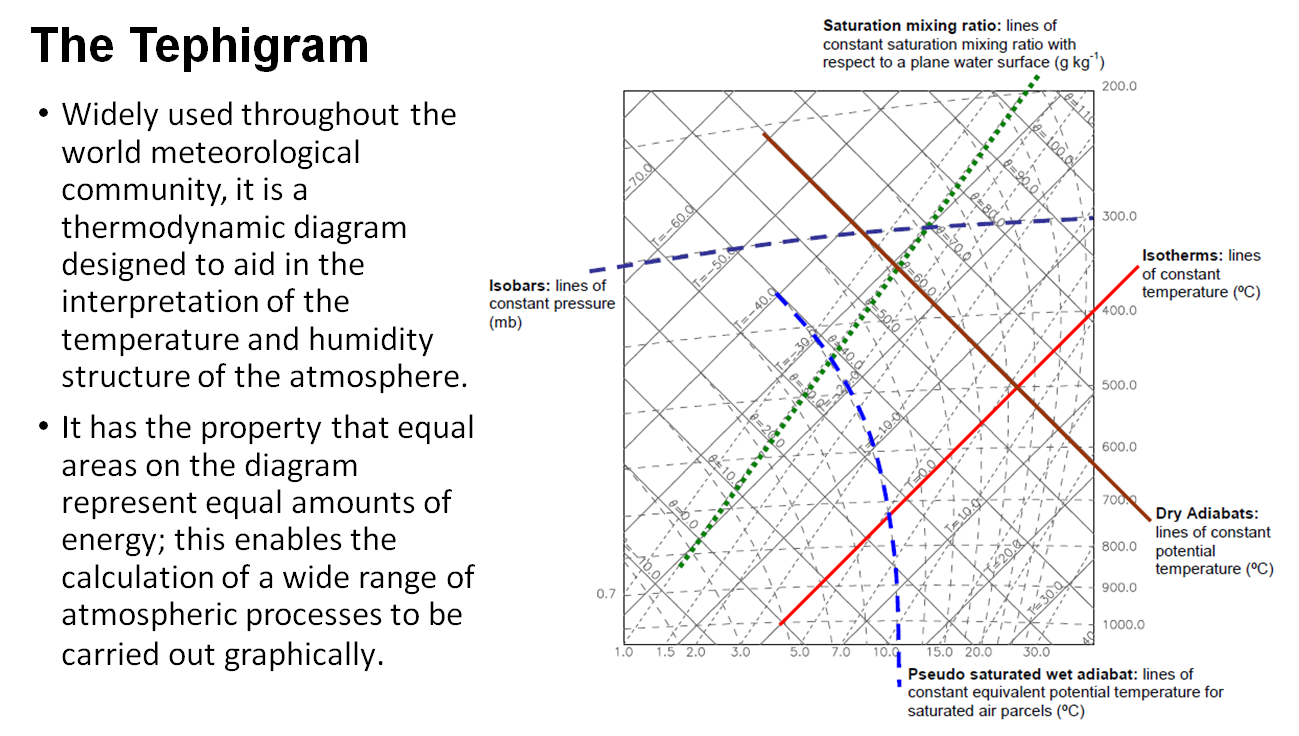 The Tephigram
• Widely used throughout the
world meteorological
community, it is a
thermodynamic diagram
designed to aid in the
interpretation of the
temperature and humidity
structure of the atmosphere.
• It has the property that equal
areas on the diagram
represent equal amounts of
energy; this enables the
calculation of a wide range of
atmospheric processes to be
carried out graphically.
Saturation mixing ratio: lines of
constant saturation mixing ratio with
respect to a plane water surface (g kg⁻¹)
Isobars: lines of
constant pressure
(mb)
Isotherms: lines
of constant
temperature (ºC)
Dry Adiabats:
lines of constant
potential
temperature (ºC)
Pseudo saturated wet adiabat: lines of
constant equivalent potential temperature for
saturated air parcels (ºC)
200.0
300.0
400.0
500.0
600.0
700.0
800.0
900.0
1000.0
0.7
1.0 1.5 2.0 3.0 5.0 7.0 10.0 15.0 20.0 30.0
-70.0
T=-60.0
T=-50.0
T=-40.0
T=-30.
-10.0
T=0.0
T=10.0
T=20.0
T=30.0
40
θ=100.0
θ=90.0
θ=80.0
θ=70.0
θ=60.0
θ=50.0
θ=40.0
θ=20.0
θ=10.0
θ=0.0